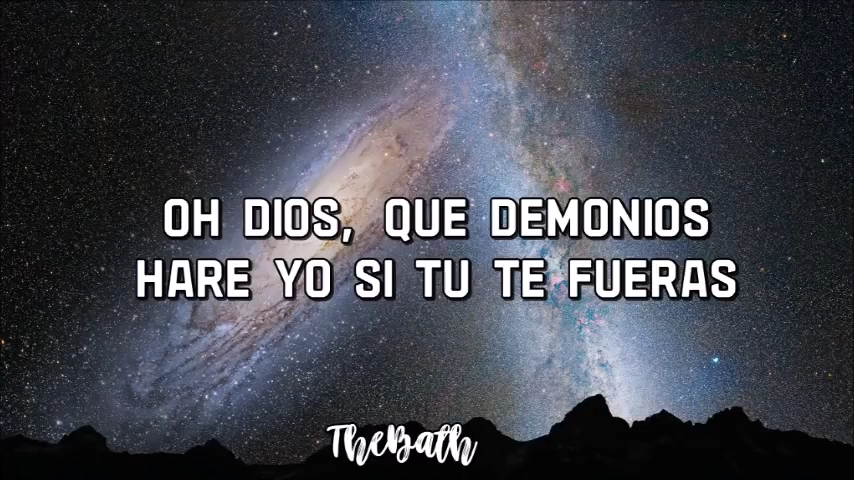 OH DIOS, QUE DEMONIOS
HARE YO SI TU TE FUERAS
TheBath